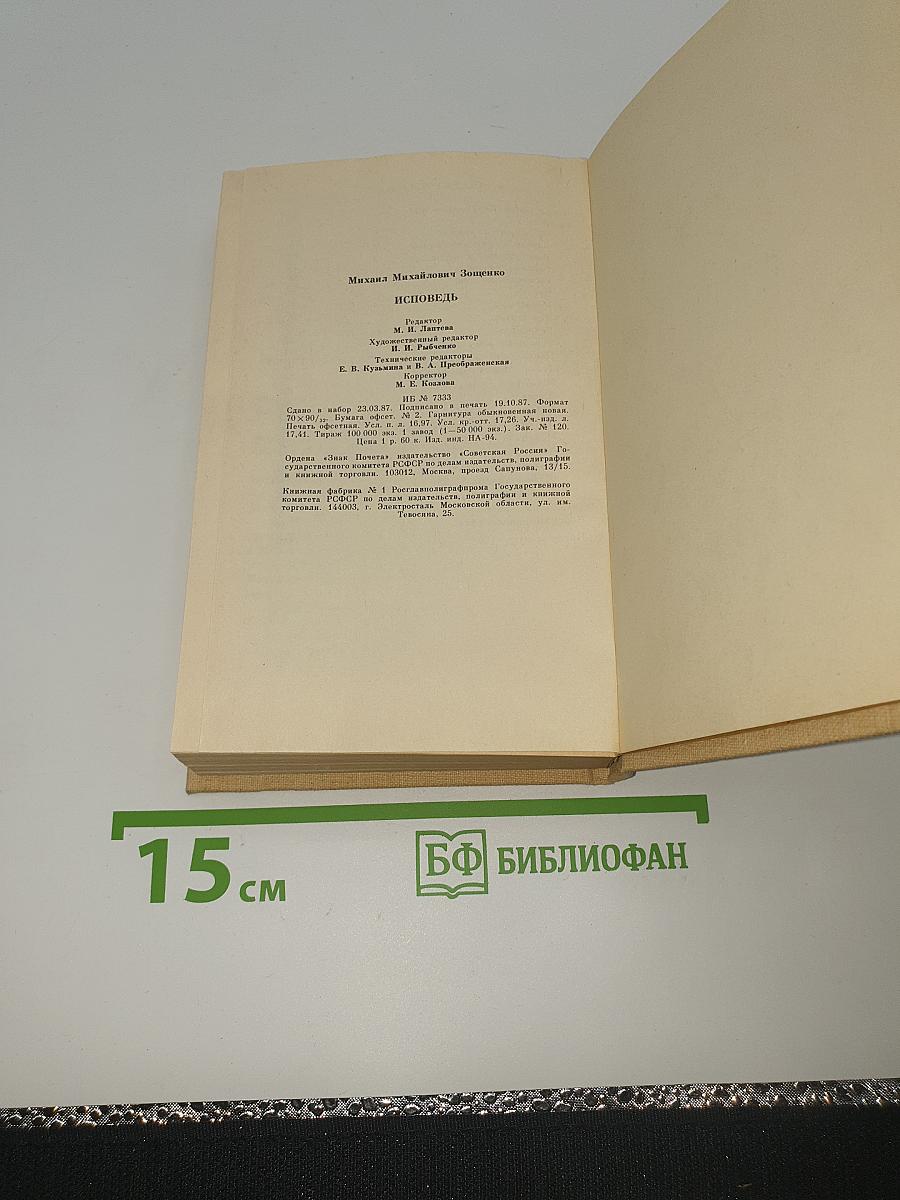 Михаил Михайлович Зощенко
ИСПОВЕДЬ
Редактор
М. И. Лаптева
Художественный редактор
И. И. Рыбченко
Технические редакторы
Е. В. Кузьмина и В. А. Преображенская
Корректор
М. Е. Козлова
ИБ № 7333
Сдано в набор 23.03.87. Подписано в печать 19.10.87. Формат
70×90/₃₂. Бумага офсет. № 2. Гарнитура обыкновенная новая.
Печать офсетная. Усл. п. л. 16,97. Усл. кр.-отт. 17,26. Уч.-изд. л.
17,41. Тираж 100 000 экз. 1 завод (1—50 000 экз.). Зак. № 120.
Цена 1 р. 60 к. Изд. инд. НА-94.
Ордена «Знак Почета» издательство «Советская Россия» Го-
сударственного комитета РСФСР по делам издательств, полиграфии
и книжной торговли. 103012, Москва, проезд Сапунова, 13/15.
Книжная фабрика № 1 Росглавполиграфпрома Государственного
комитета РСФСР по делам издательств, полиграфии и книжной
торговли. 144003, г. Электросталь Московской области, ул. им.
Тевосяна, 25.
15 см
БФ БИБЛИОФАН